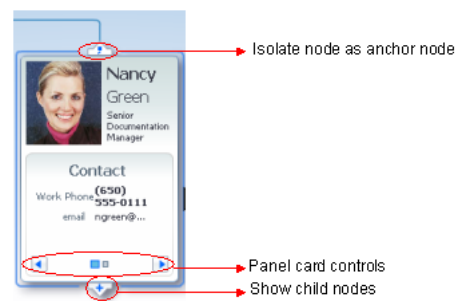 Isolate node as anchor node
Nancy
Green
Senior
Documentation
Manager
Contact
Work Phone (650)
555-0111
email ngreen@...
Panel card controls
Show child nodes